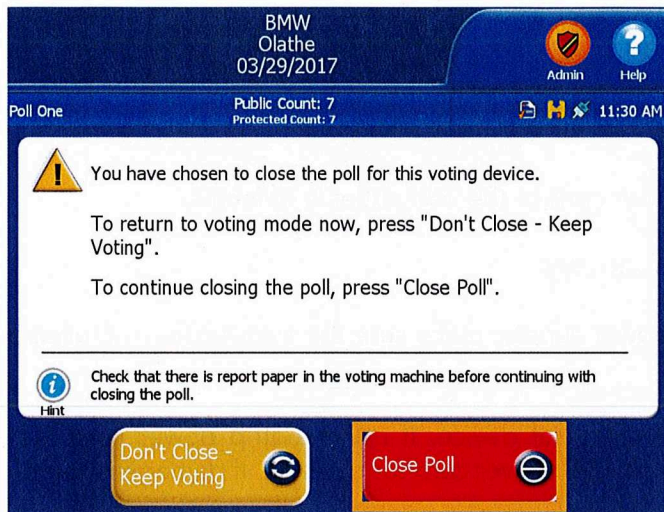 BMW
Olathe
03/29/2017
Admin
Help
Poll One
Public Count: 7
Protected Count: 7
11:30 AM
You have chosen to close the poll for this voting device.
To return to voting mode now, press "Don't Close - Keep
Voting".
To continue closing the poll, press "Close Poll".
Hint
Check that there is report paper in the voting machine before continuing with
closing the poll.
Don't Close -
Keep Voting
Close Poll